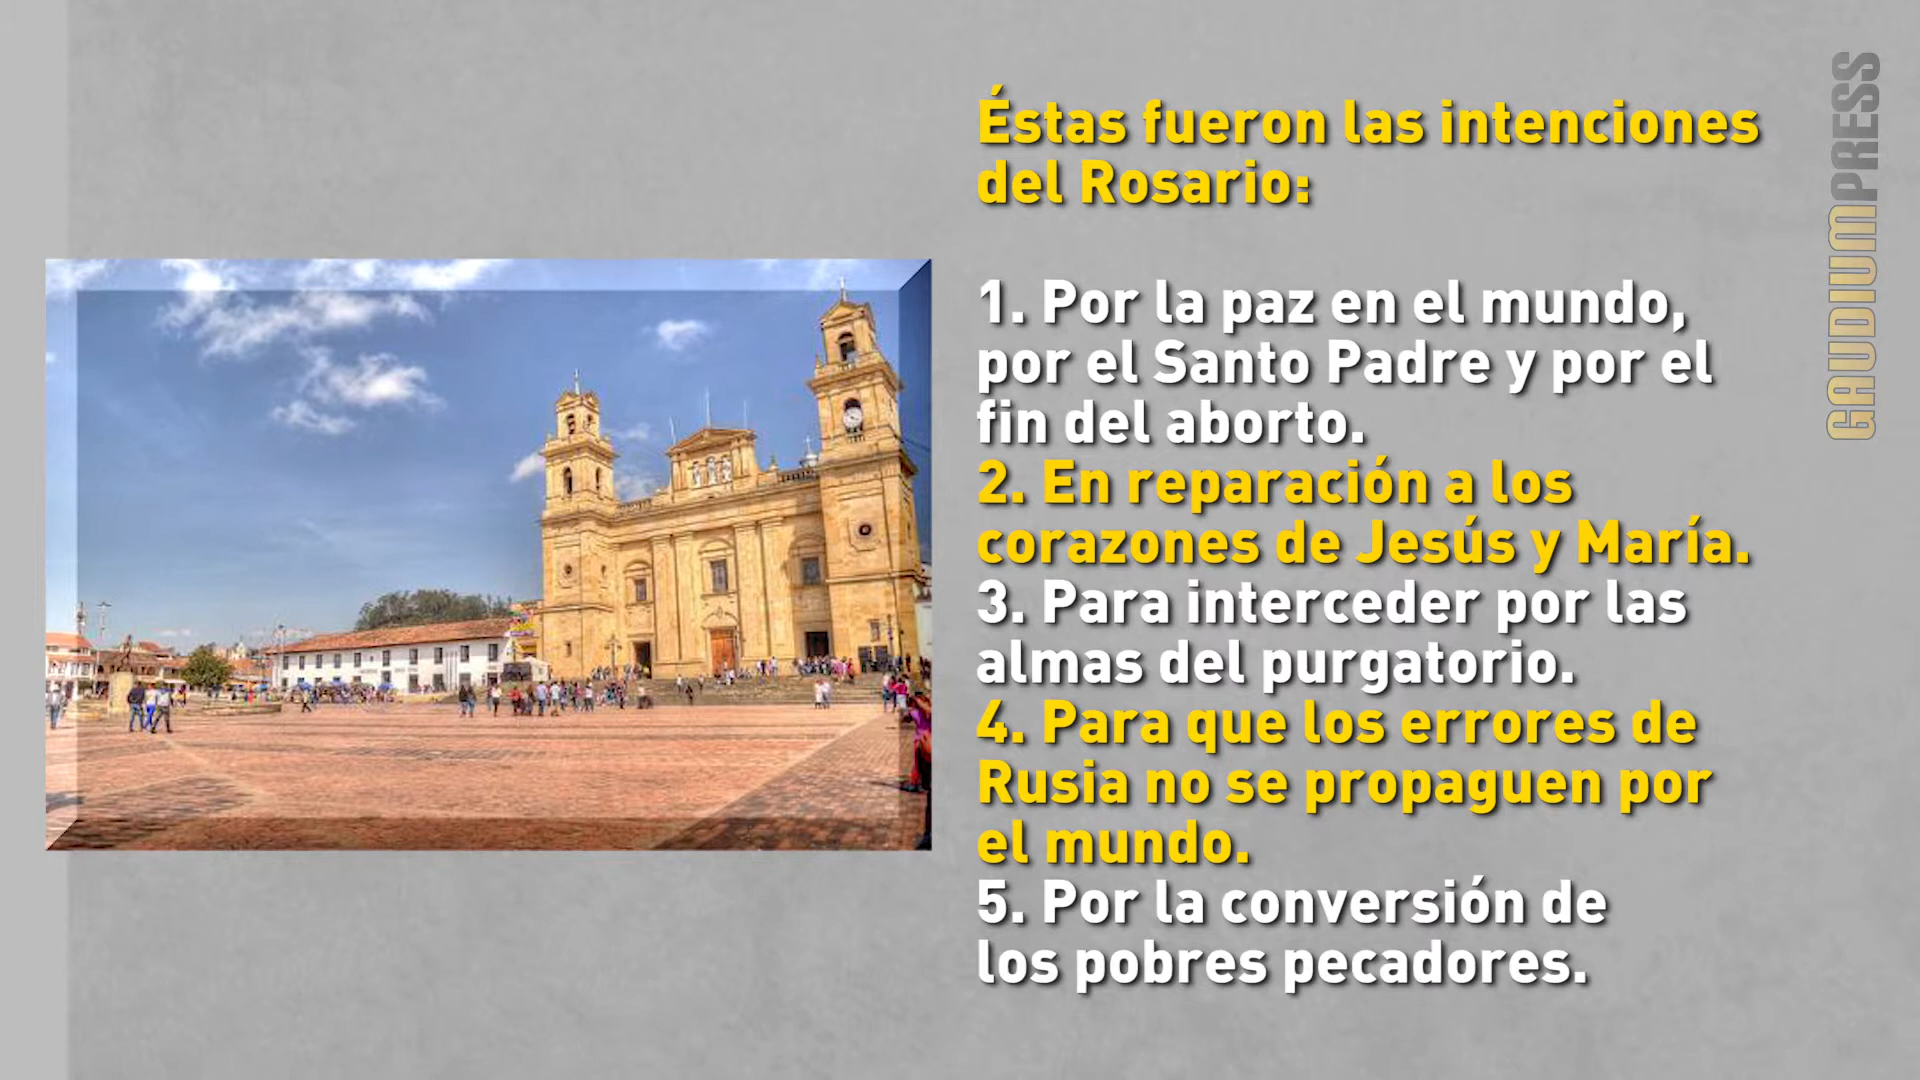 Éstas fueron las intenciones
del Rosario:
1. Por la paz en el mundo,
por el Santo Padre y por el
fin del aborto.
2. En reparación a los
corazones de Jesús y María.
3. Para interceder por las
almas del purgatorio.
4. Para que los errores de
Rusia no se propaguen por
el mundo.
5. Por la conversión de
los pobres pecadores.
GAUDIUMPRESS